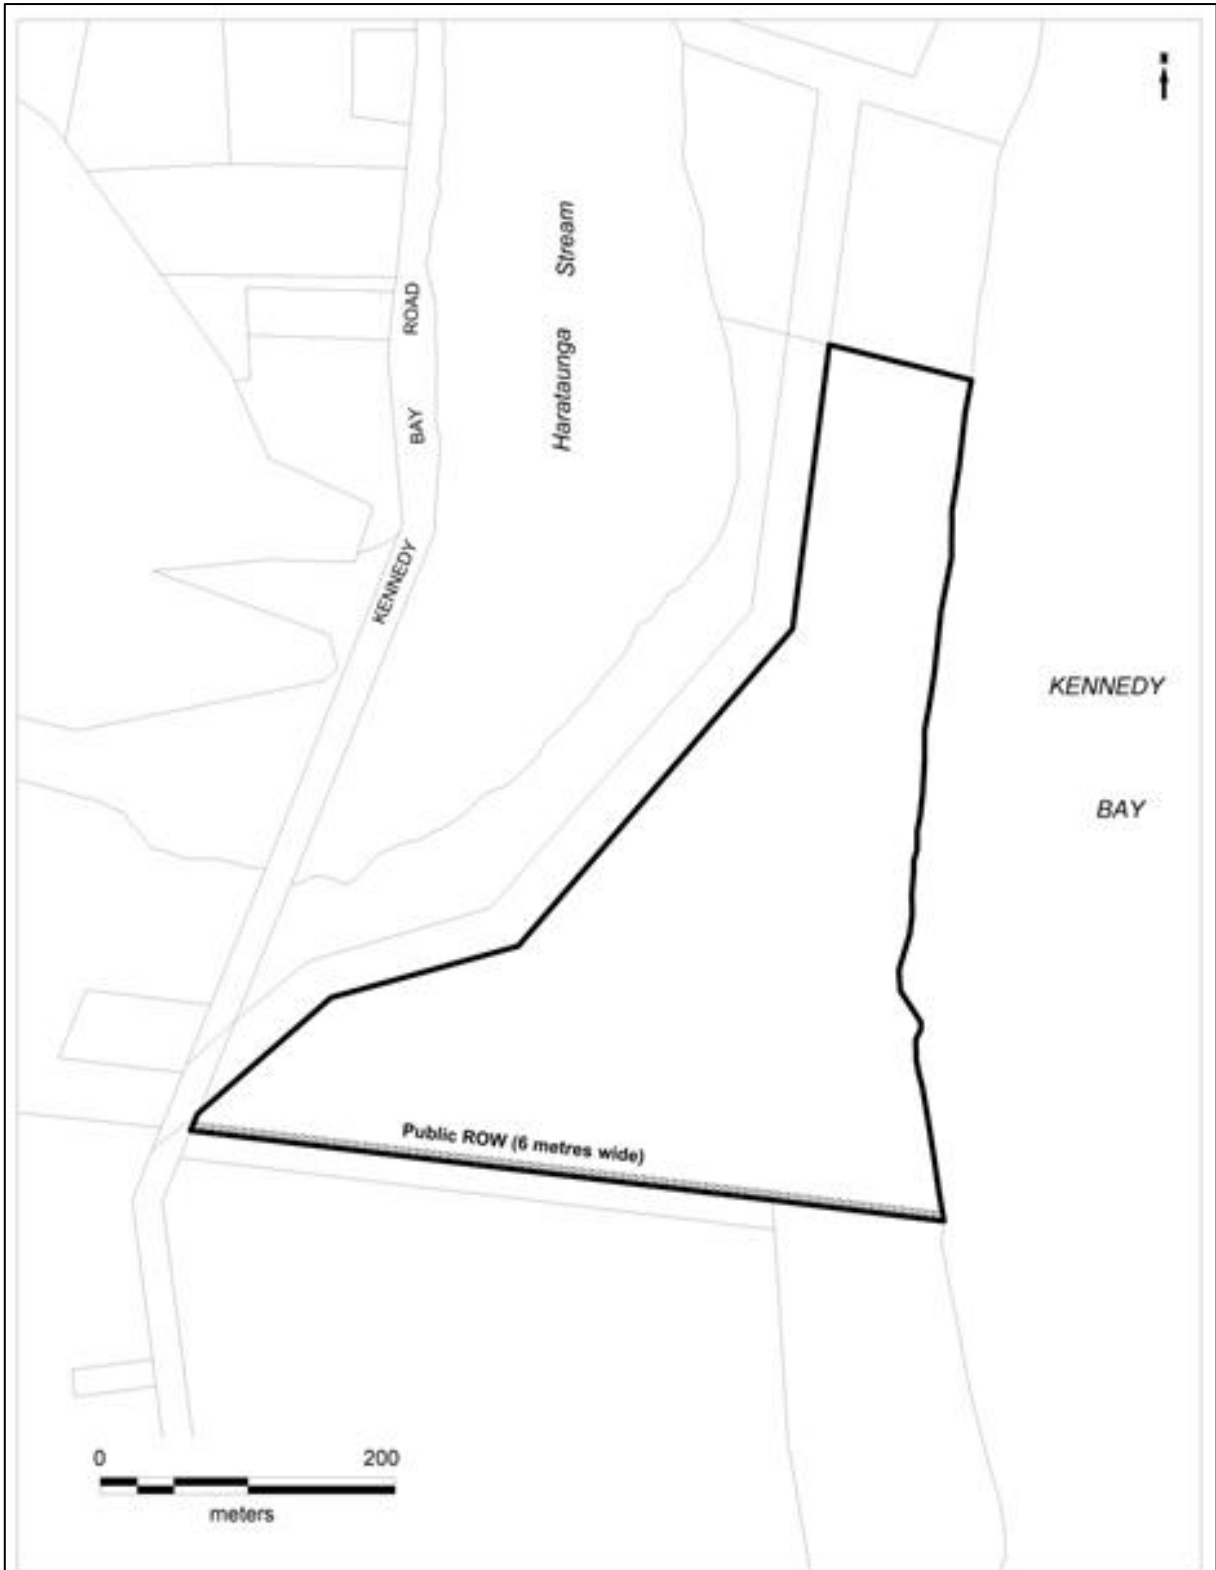 Harataunga Stream
KENNEDY BAY ROAD
KENNEDY
BAY
Public ROW (6 metres wide)
0 200
meters